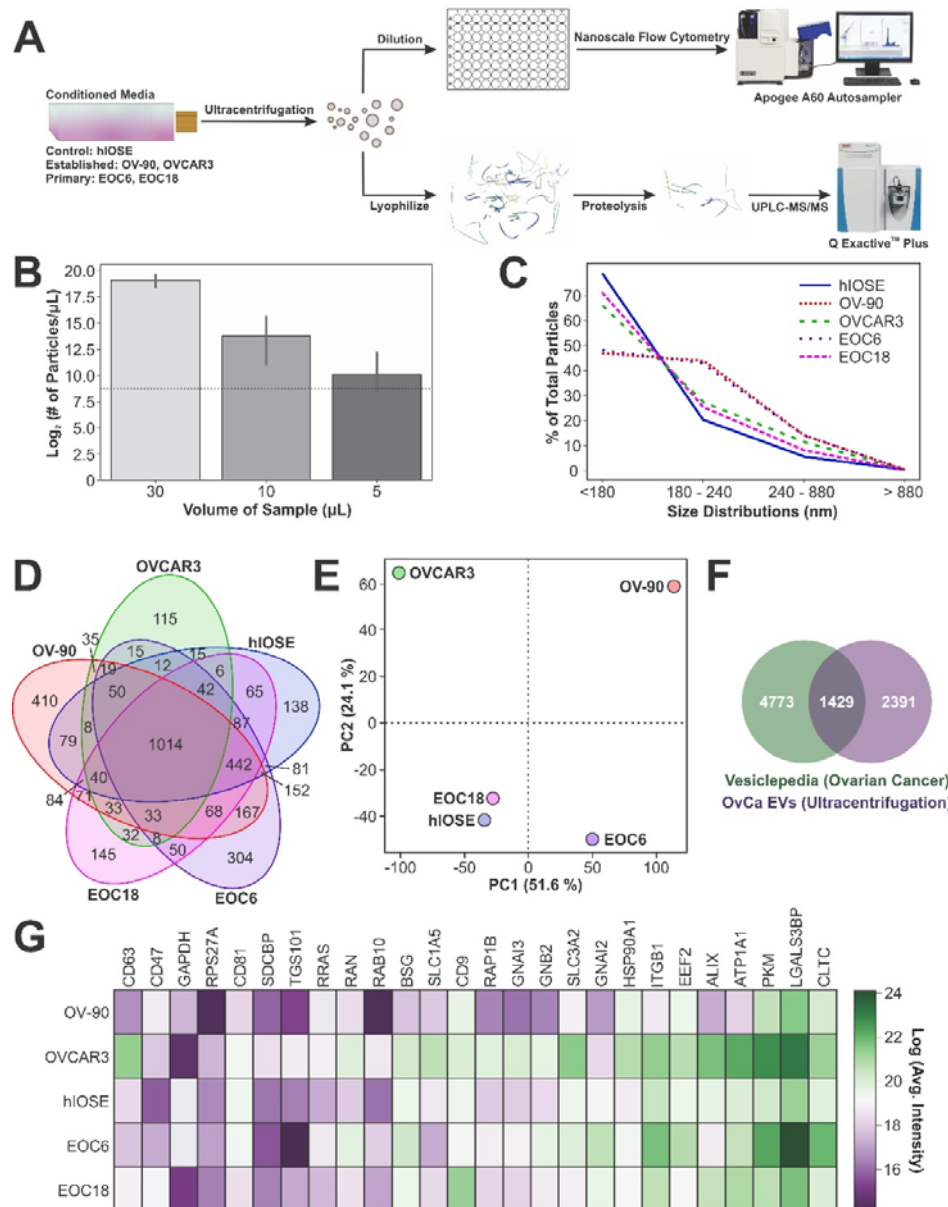 A
Conditioned Media
Control: hIOSE
Established: OV-90, OVCAR3
Primary: EOC6, EOC18
Ultracentrifugation
Dilution
Nanoscale Flow Cytometry
Apogee A60 Autosampler
Lyophilize
Proteolysis
UPLC-MS/MS
Q Exactive™ Plus
B
Log₂ (# of Particles/µL)
20.0
17.5
15.0
12.5
10.0
7.5
5.0
2.5
0
30
10
5
Volume of Sample (µL)
C
% of Total Particles
70
60
50
40
30
20
10
0
<180
180 - 240
240 - 880
> 880
Size Distributions (nm)
hIOSE
OV-90
OVCAR3
EOC6
EOC18
D
OVCAR3
hIOSE
OV-90
EOC18
EOC6
115
35
15
15
19
12
6
65
138
410
50
42
8
87
79
1014
442
81
152
40
84
71
33
33
68
167
32
8
50
145
304
E
PC2 (24.1 %)
60
40
20
0
-20
-40
-100
-50
0
50
100
PC1 (51.6 %)
OVCAR3
OV-90
EOC18
hIOSE
EOC6
F
4773
1429
2391
Vesiclepedia (Ovarian Cancer)
OvCa EVs (Ultracentrifugation)
G
CD63
CD47
GAPDH
RPS27A
CD81
SDCBP
TGS101
RRAS
RAN
RAB10
BSG
SLC1A5
CD9
RAP1B
GNAI3
GNB2
SLC3A2
GNAI2
HSP90A1
ITGB1
EEF2
ALIX
ATP1A1
PKM
LGALS3BP
CLTC
OV-90
OVCAR3
hIOSE
EOC6
EOC18
24
22
20
18
16
Log (Avg. Intensity)